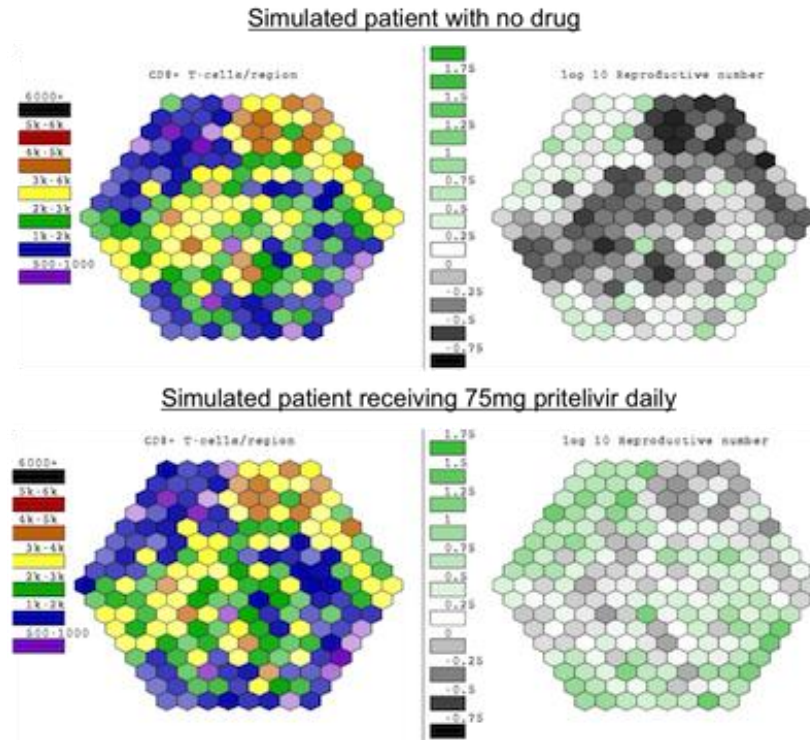 Simulated patient with no drug
CD8+ T-cells/region
6000+
5k-6k
4k-5k
3k-4k
2k-3k
1k-2k
500-1000
log 10 Reproductive number
1.75
1.5
1.25
1
0.75
0.5
0.25
0
-0.25
-0.5
-0.75
Simulated patient receiving 75mg pritelivir daily
CD8+ T-cells/region
6000+
5k-6k
4k-5k
3k-4k
2k-3k
1k-2k
500-1000
log 10 Reproductive number
1.75
1.5
1.25
1
0.75
0.5
0.25
0
-0.25
-0.5
-0.75